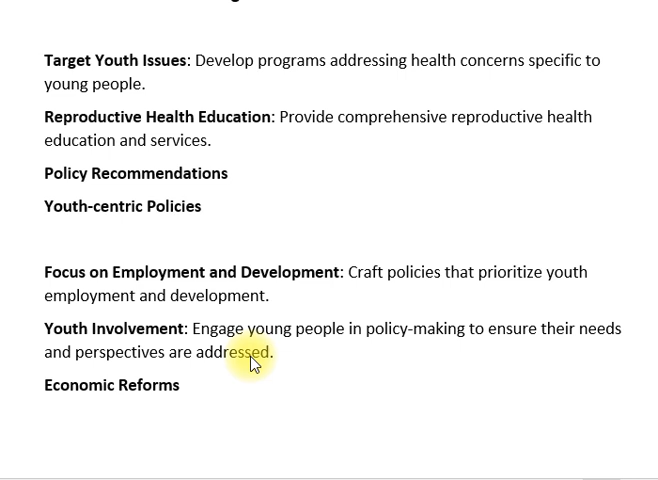 Target Youth Issues: Develop programs addressing health concerns specific to
young people.
Reproductive Health Education: Provide comprehensive reproductive health
education and services.
Policy Recommendations
Youth-centric Policies
Focus on Employment and Development: Craft policies that prioritize youth
employment and development.
Youth Involvement: Engage young people in policy-making to ensure their needs
and perspectives are addressed.
Economic Reforms